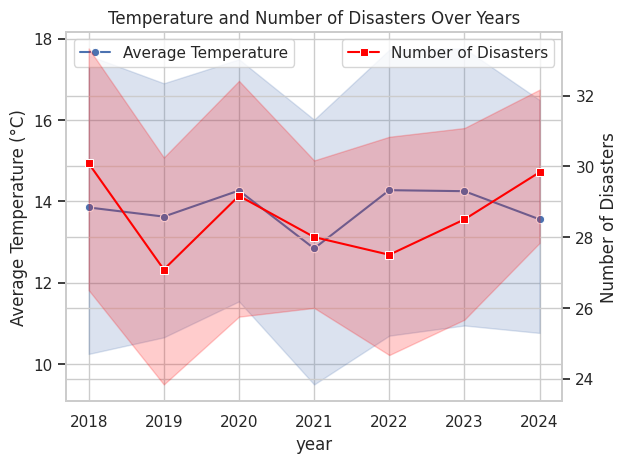 Temperature and Number of Disasters Over Years
Average Temperature
Number of Disasters
18
16
14
12
10
Average Temperature (°C)
32
30
28
26
24
Number of Disasters
2018 2019 2020 2021 2022 2023 2024
year